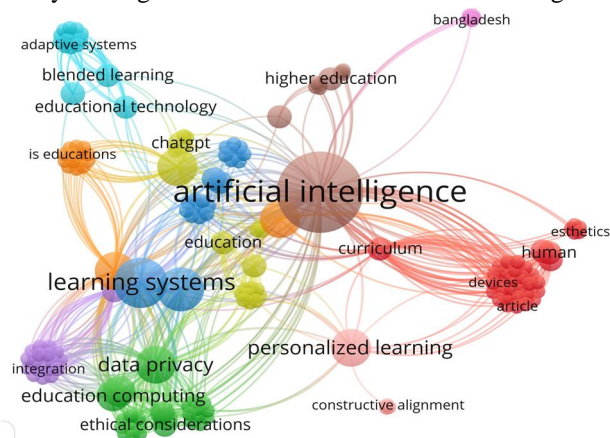 bangladesh
adaptive systems
blended learning
higher education
educational technology
chatgpt
is educations
artificial intelligence
esthetics
education
curriculum
human
learning systems
devices
article
personalized learning
data privacy
integration
education computing
constructive alignment
ethical considerations